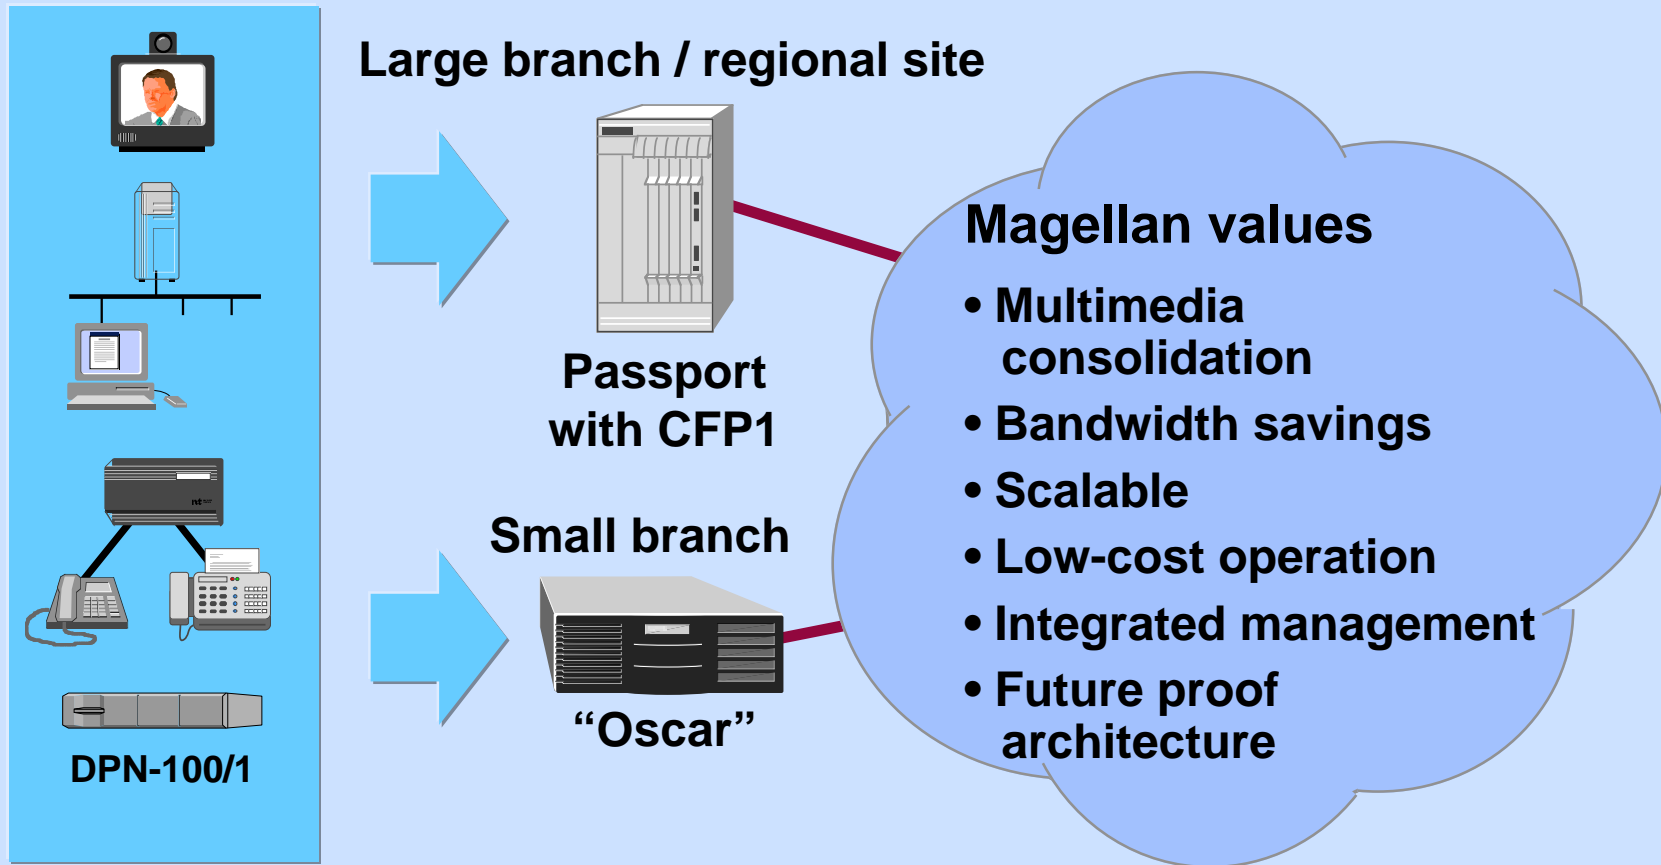 Large branch / regional site
Passport
with CFP1
Small branch
“Oscar”
nt
DPN-100/1
Magellan values
• Multimedia
consolidation
• Bandwidth savings
• Scalable
• Low-cost operation
• Integrated management
• Future proof
architecture